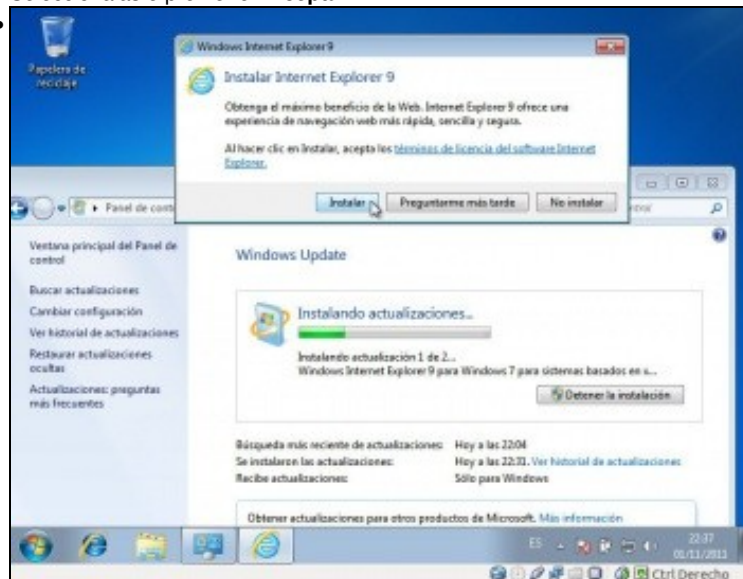 Papelera de
reciclaje
Windows Internet Explorer 9
Instalar Internet Explorer 9
Obtenga el máximo beneficio de la Web. Internet Explorer 9 ofrece una
experiencia de navegación web más rápida, sencilla y segura.
Al hacer clic en Instalar, acepta los términos de licencia del software Internet
Explorer.
Instalar
Preguntarme más tarde
No instalar
Panel de cont
Ventana principal del Panel de
control
Buscar actualizaciones
Cambiar configuración
Ver historial de actualizaciones
Restaurar actualizaciones
ocultas
Actualizaciones: preguntas
más frecuentes
Windows Update
Instalando actualizaciones...
Instalando actualización 1 de 2...
Windows Internet Explorer 9 para Windows 7 para sistemas basados en x...
Detener la instalación
Búsqueda más reciente de actualizaciones: Hoy a las 22:04
Se instalaron las actualizaciones: Hoy a las 22:31. Ver historial de actualizaciones
Recibe actualizaciones: Sólo para Windows
Obtener actualizaciones para otros productos de Microsoft. Más información
ES
22:37
01/11/2011
Ctrl Derecho